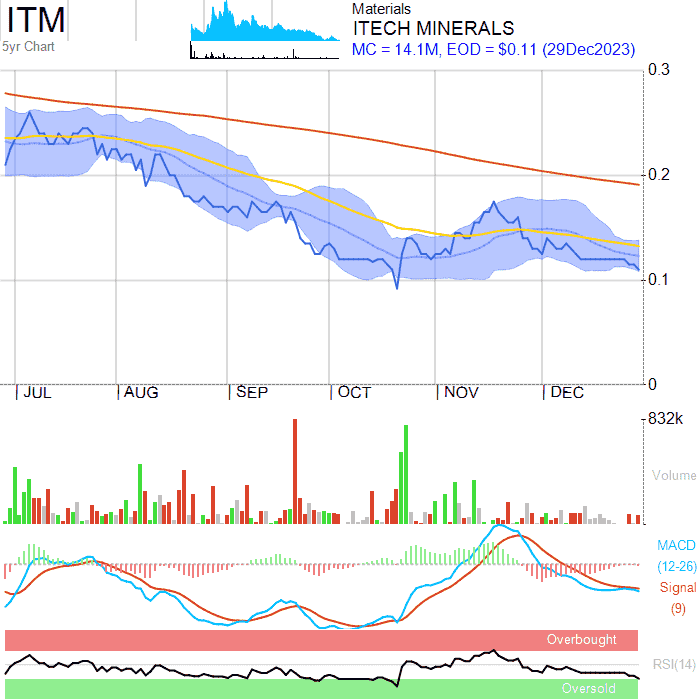 ITM
5yr Chart
Materials
ITECH MINERALS
MC = 14.1M, EOD = $0.11 (29Dec2023)
0.3
0.2
0.1
0
JUL AUG SEP OCT NOV DEC
832k
Volume
MACD
(12-26)
Signal
(9)
Overbought
RSI(14)
Oversold